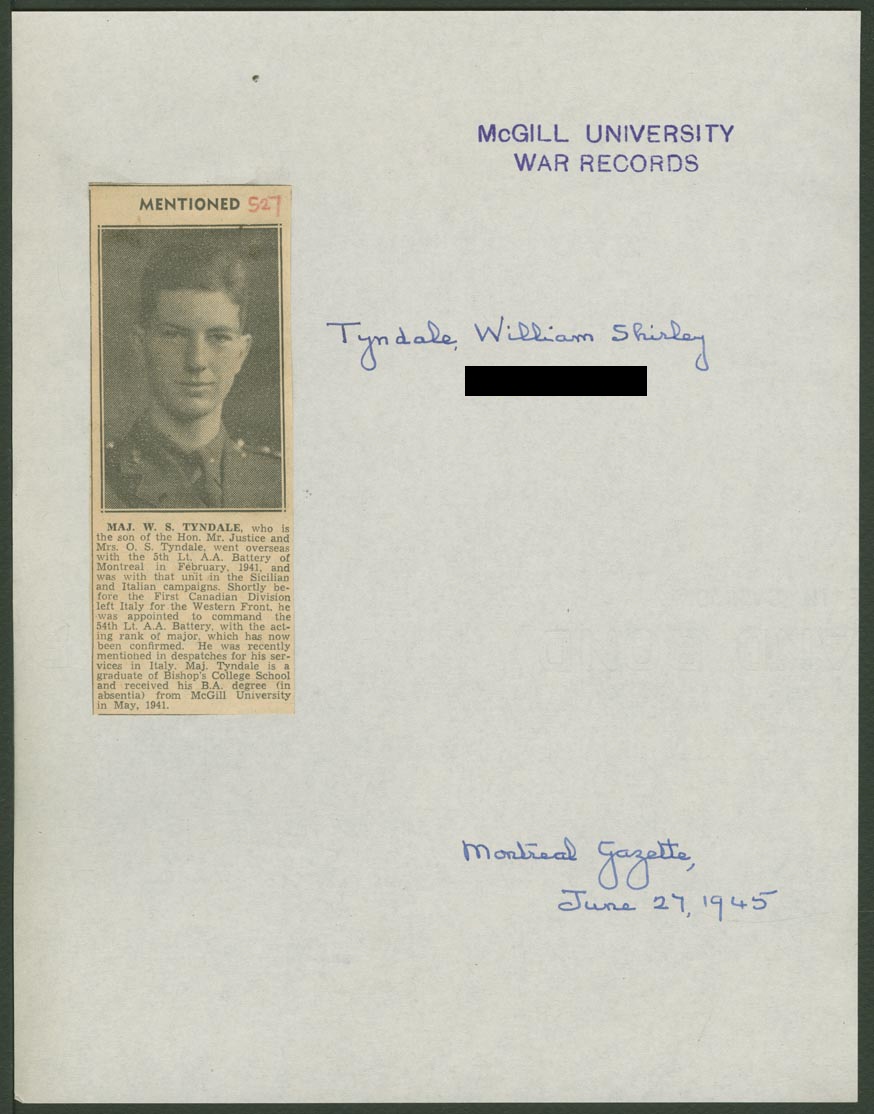 McGILL UNIVERSITY
WAR RECORDS
MENTIONED 527
Tyndale, William Shirley
MAJ. W. S. TYNDALE, who is
the son of the Hon. Mr. Justice and
Mrs. O. S. Tyndale, went overseas
with the 5th Lt. A.A. Battery of
Montreal in February, 1941, and
was with that unit in the Sicilian
and Italian campaigns. Shortly be-
fore the First Canadian Division
left Italy for the Western Front, he
was appointed to command the
54th Lt. A.A. Battery, with the act-
ing rank of major, which has now
been confirmed. He was recently
mentioned in despatches for his ser-
vices in Italy. Maj. Tyndale is a
graduate of Bishop's College School
and received his B.A. degree (in
absentia) from McGill University
in May, 1941.
Montreal Gazette,
June 27, 1945